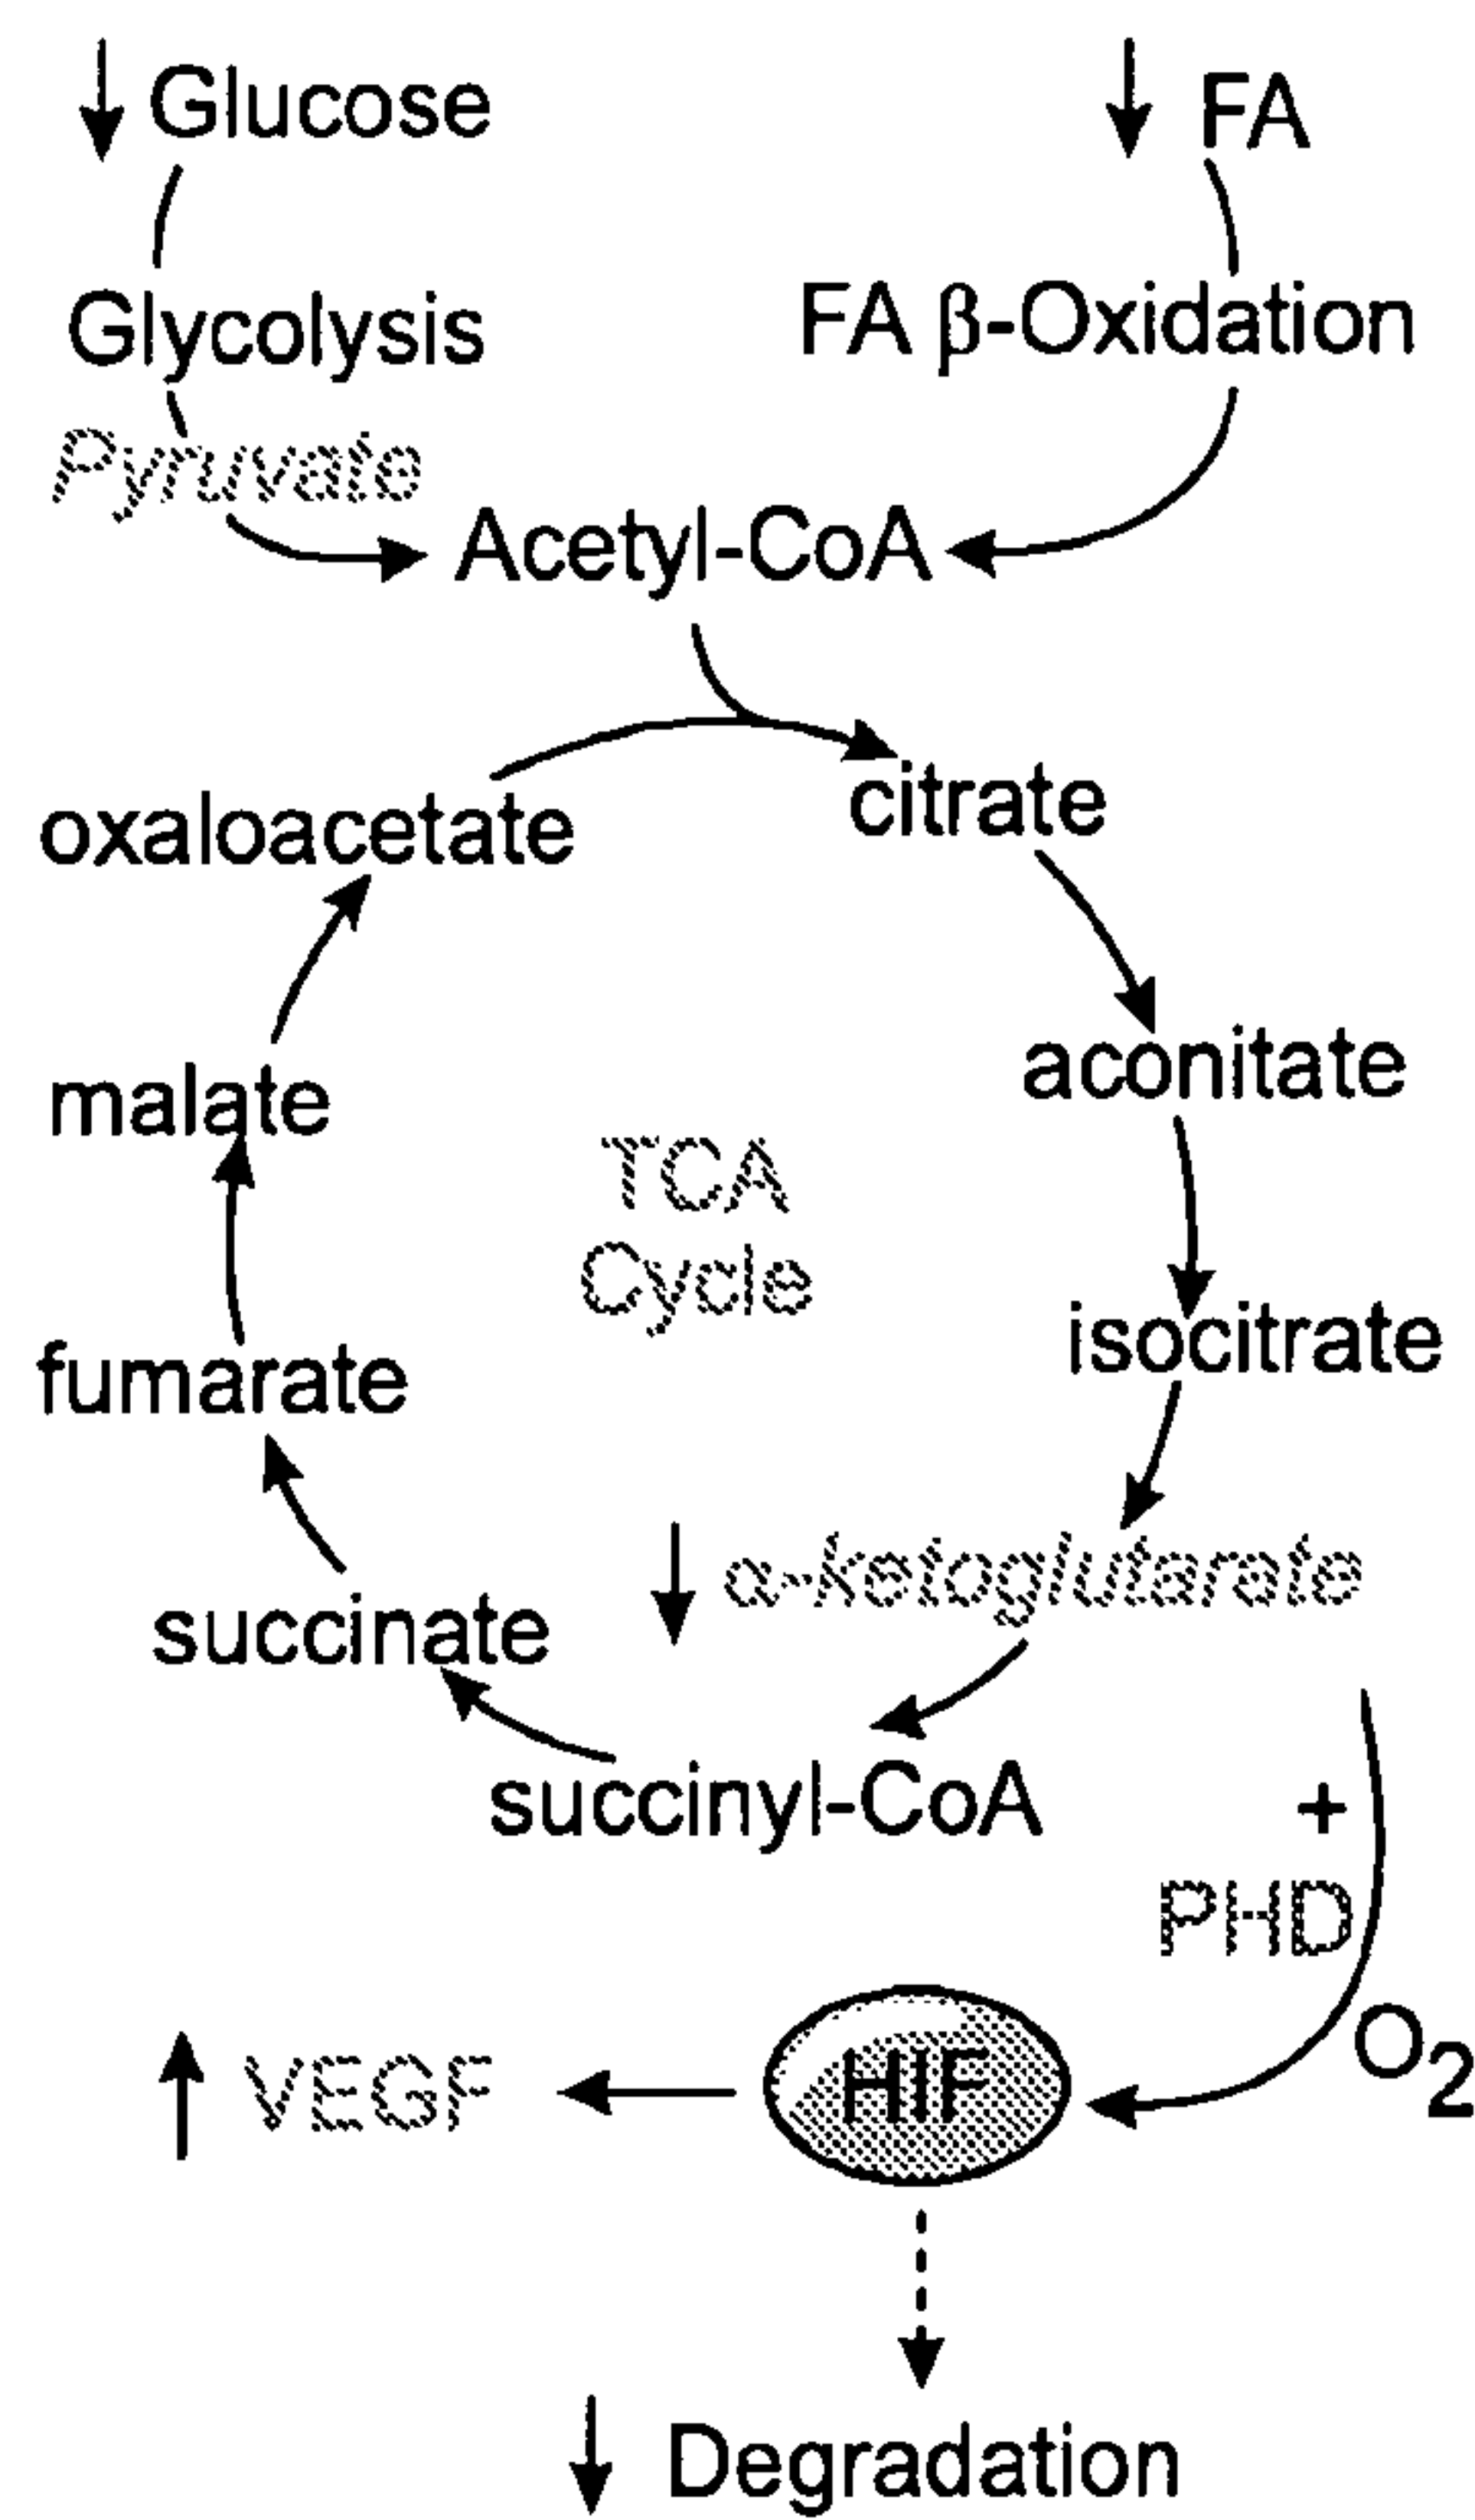 Glucose
FA
Glycolysis
FA β-Oxidation
Pyruvate
Acetyl-CoA
oxaloacetate
citrate
malate
aconitate
TCA
Cycle
fumarate
isocitrate
α-ketoglutarate
succinate
succinyl-CoA
+
PHD
O2
VEGF
HIF
Degradation